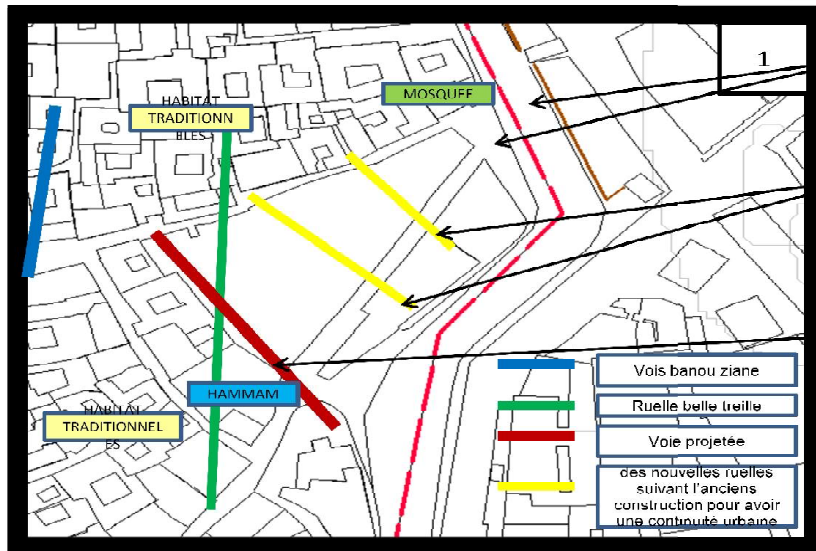 1
MOSQUEE
HABITAT
TRADITIONN
ELES
HAMMAM
HABITAT
TRADITIONNEL
ES
Vois banou ziane
Ruelle belle treille
Voie projetée
des nouvelles ruelles
suivant l'anciens
construction pour avoir
une continuité urbaine